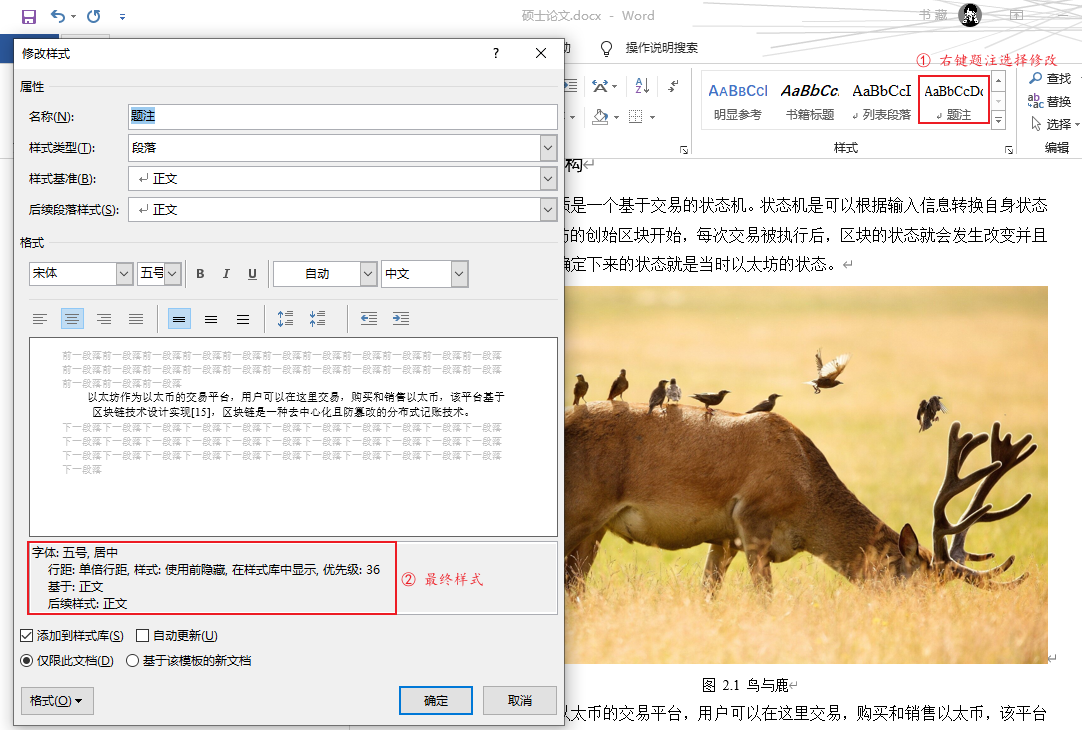 硕士论文.docx - Word
书 藏
修改样式
?
动
操作说明搜索
① 右键题注选择修改
属性
名称(N):
题注
样式类型(T):
段落
样式基准(B):
↵ 正文
后续段落样式(S):
↵ 正文
格式
宋体
五号
B I U
自动
中文
前一段落前一段落前一段落前一段落前一段落前一段落前一段落前一段落前一段落前一段落前一段落
前一段落前一段落前一段落前一段落前一段落前一段落前一段落前一段落前一段落前一段落前一段落
前一段落前一段落前一段落
以太坊作为以太币的交易平台，用户可以在这里交易，购买和销售以太币，该平台基于
区块链技术设计实现[15]，区块链是一种去中心化且防篡改的分布式记账技术。
下一段落下一段落下一段落下一段落下一段落下一段落下一段落下一段落下一段落下一段落下一段落
下一段落下一段落下一段落下一段落下一段落下一段落下一段落下一段落下一段落下一段落下一段落
下一段落下一段落下一段落下一段落下一段落下一段落下一段落下一段落下一段落下一段落下一段落
下一段落
字体: 五号, 居中
行距: 单倍行距, 样式: 使用前隐藏, 在样式库中显示, 优先级: 36
基于: 正文
后续样式: 正文
② 最终样式
添加到样式库(S)
自动更新(U)
仅限此文档(D)
基于该模板的新文档
格式(O)
确定
取消
AABBCCI
AaBbCc.
AaBbCcI
AaBbCcDc
明显参考
书籍标题
↵ 列表段落
↵ 题注
查找
替换
选择
样式
编辑
构↵
质是一个基于交易的状态机。状态机是可以根据输入信息转换自身状态
坊的创始区块开始，每次交易被执行后，区块的状态就会发生改变并且
确定下来的状态就是当时以太坊的状态。↵
图 2.1 鸟与鹿↵
以太币的交易平台，用户可以在这里交易，购买和销售以太币，该平台